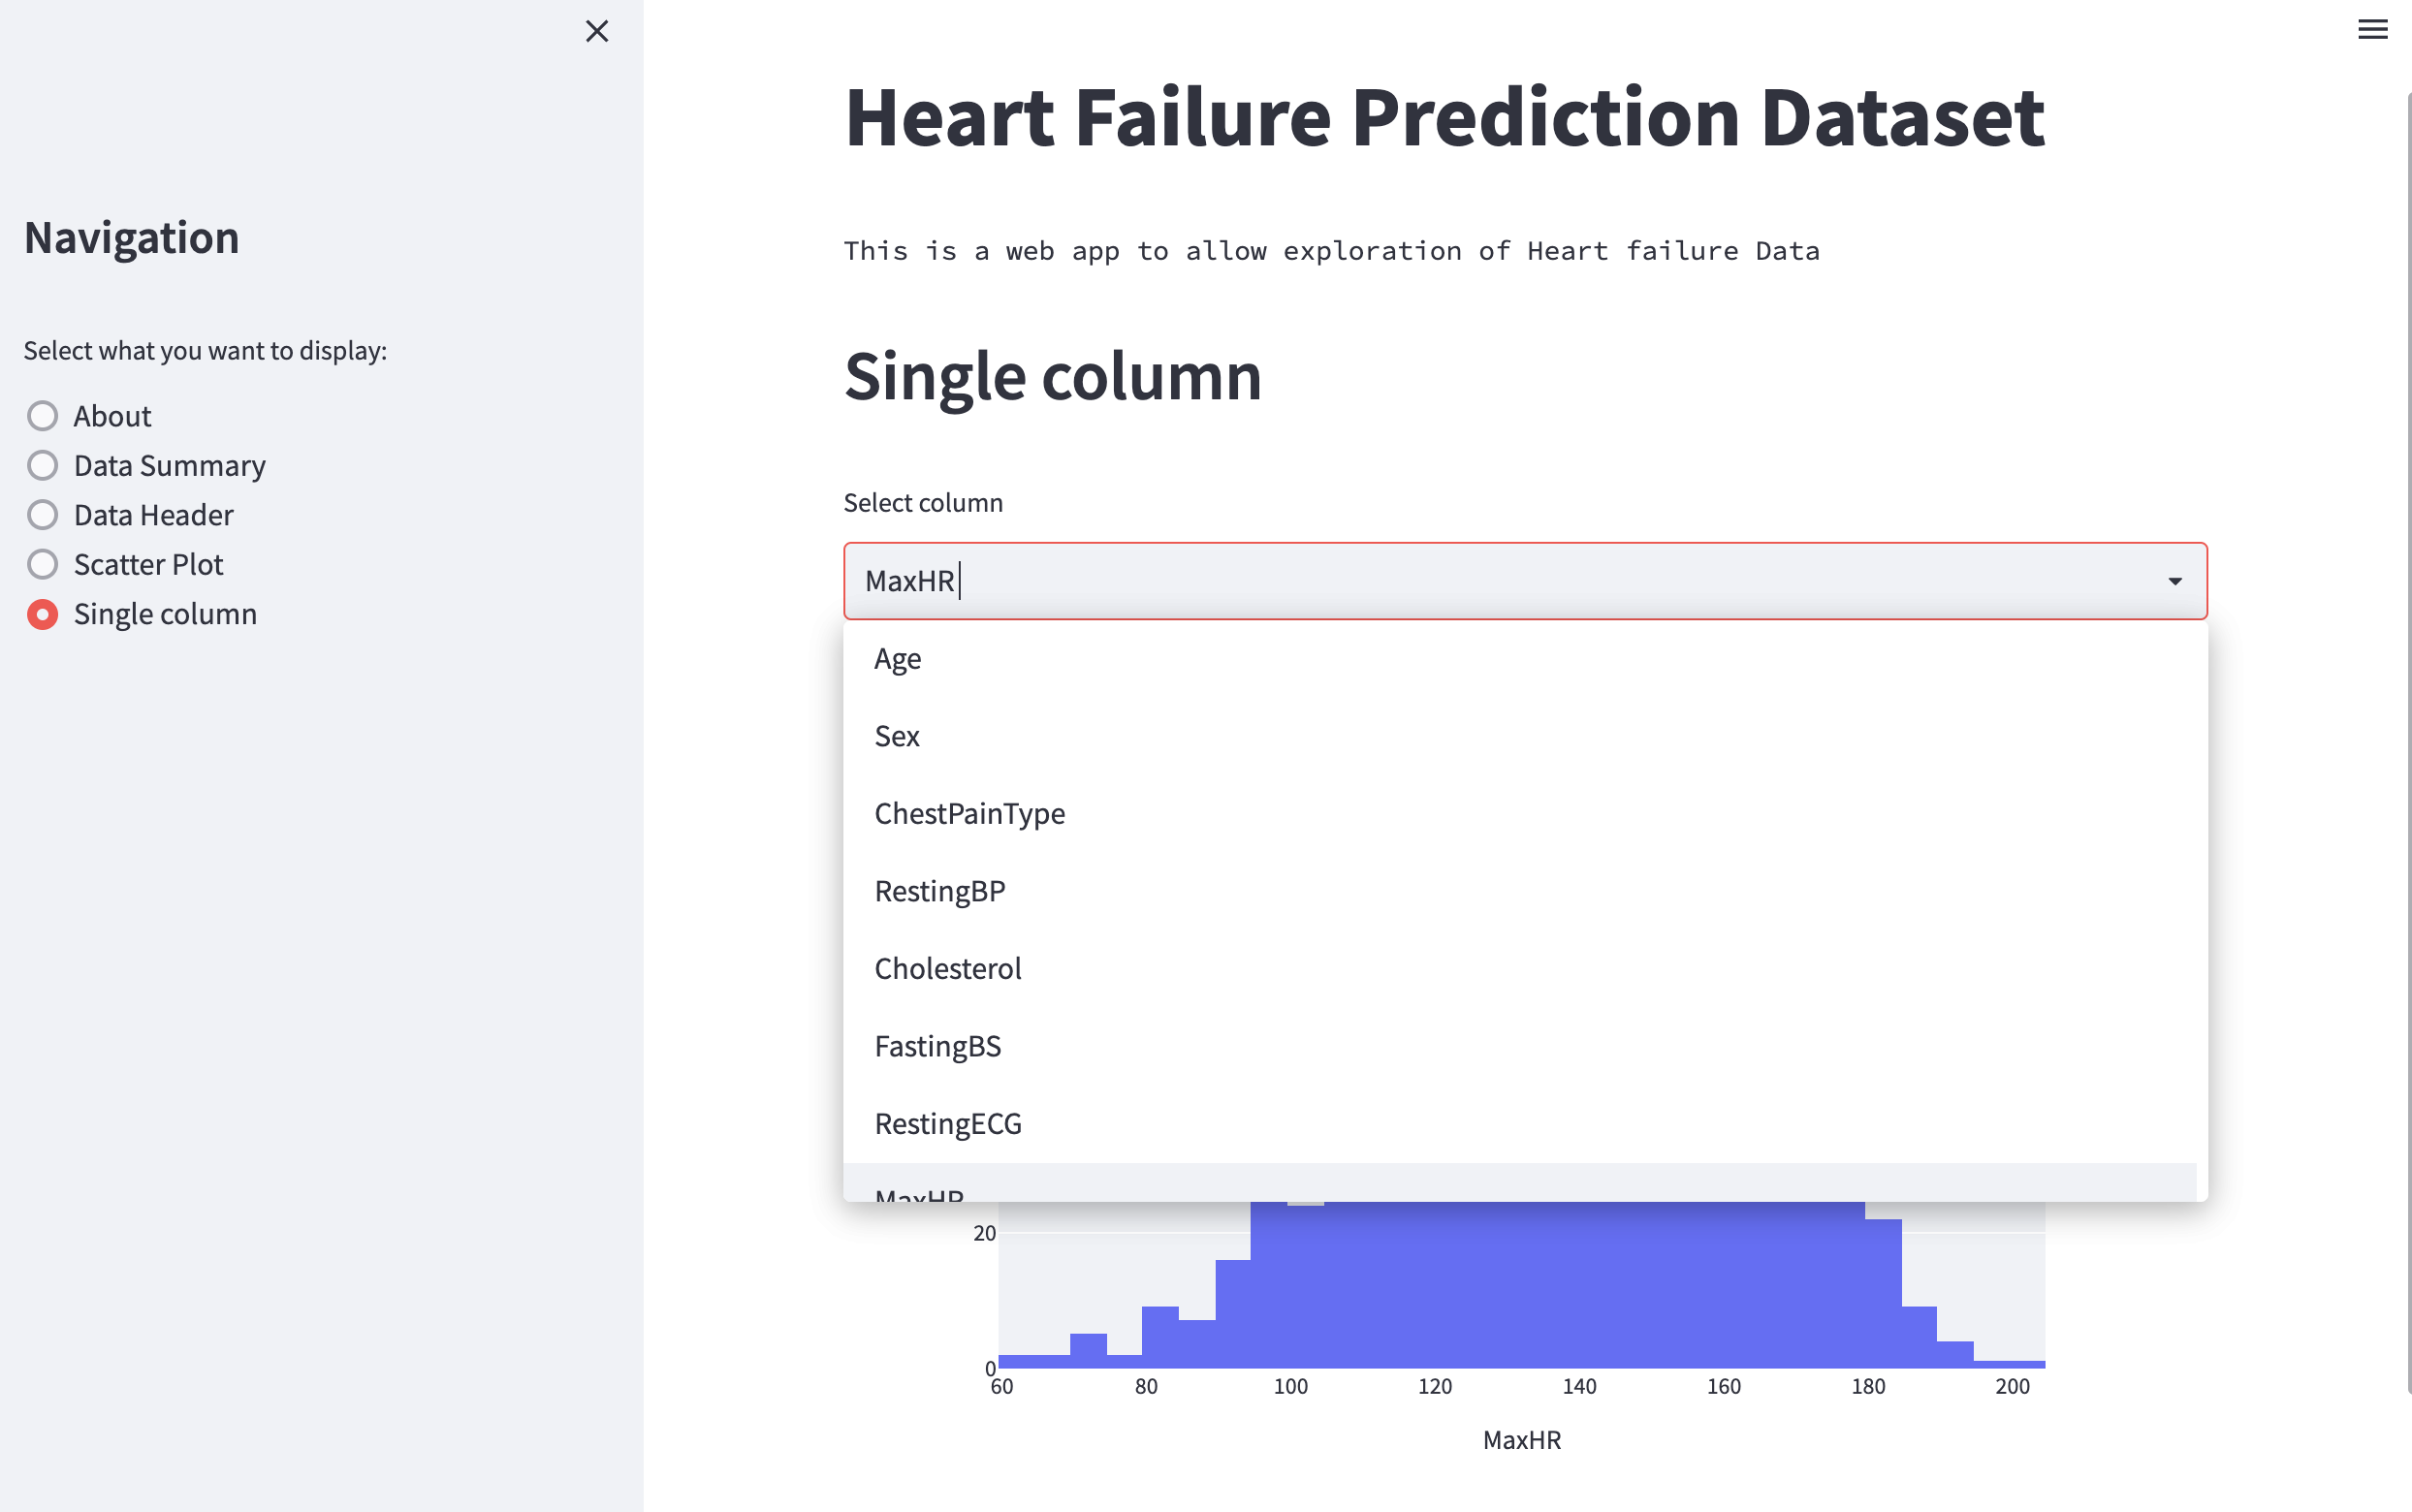 Navigation
Select what you want to display:
About
Data Summary
Data Header
Scatter Plot
Single column
Heart Failure Prediction Dataset
This is a web app to allow exploration of Heart failure Data
Single column
Select column
MaxHR
Age
Sex
ChestPainType
RestingBP
Cholesterol
FastingBS
RestingECG
MaxHR
20
0
60 80 100 120 140 160 180 200
MaxHR